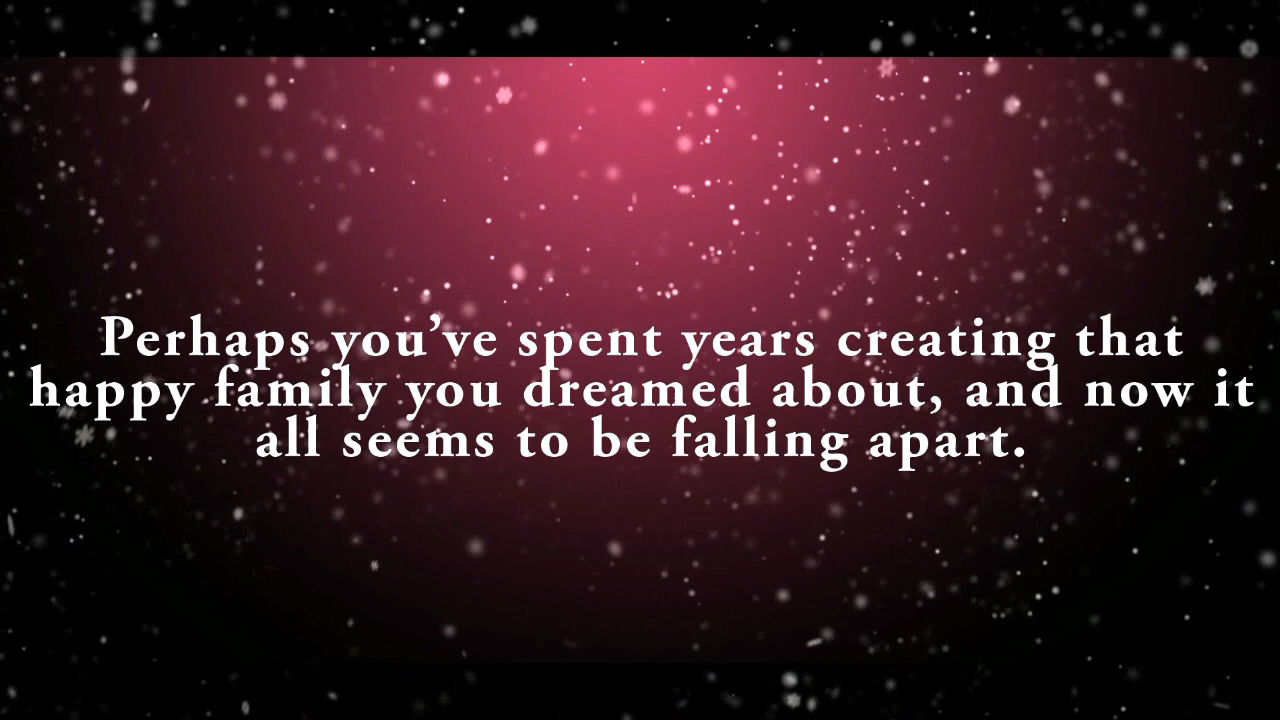 Perhaps you’ve spent years creating that
happy family you dreamed about, and now it
all seems to be falling apart.